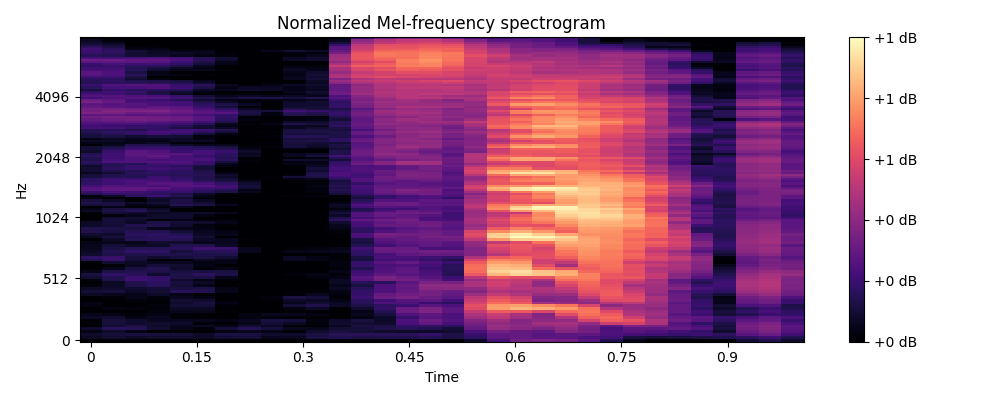 Normalized Mel-frequency spectrogram
Hz
4096
2048
1024
512
0
0 0.15 0.3 0.45 0.6 0.75 0.9
Time
+1 dB
+1 dB
+1 dB
+0 dB
+0 dB
+0 dB